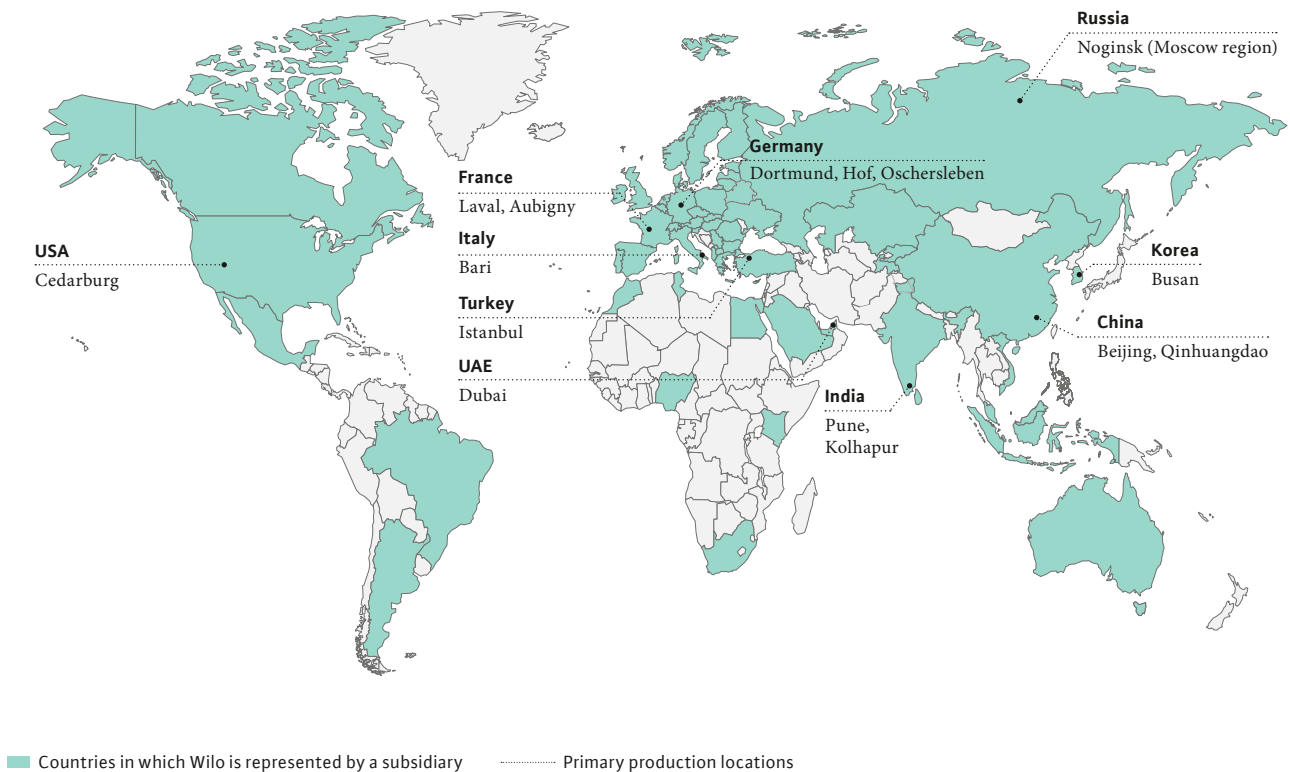 Russia
Noginsk (Moscow region)
Germany
Dortmund, Hof, Oschersleben
France
Laval, Aubigny
Italy
Bari
USA
Cedarburg
Korea
Busan
Turkey
Istanbul
China
Beijing, Qinhuangdao
UAE
Dubai
India
Pune,
Kolhapur
Countries in which Wilo is represented by a subsidiary
Primary production locations